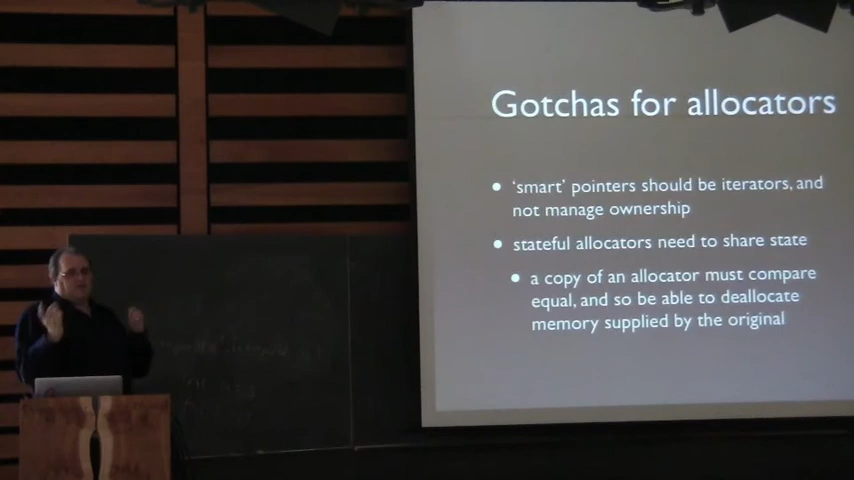 Gotchas for allocators
• 'smart' pointers should be iterators, and
not manage ownership
• stateful allocators need to share state
• a copy of an allocator must compare
equal, and so be able to deallocate
memory supplied by the original